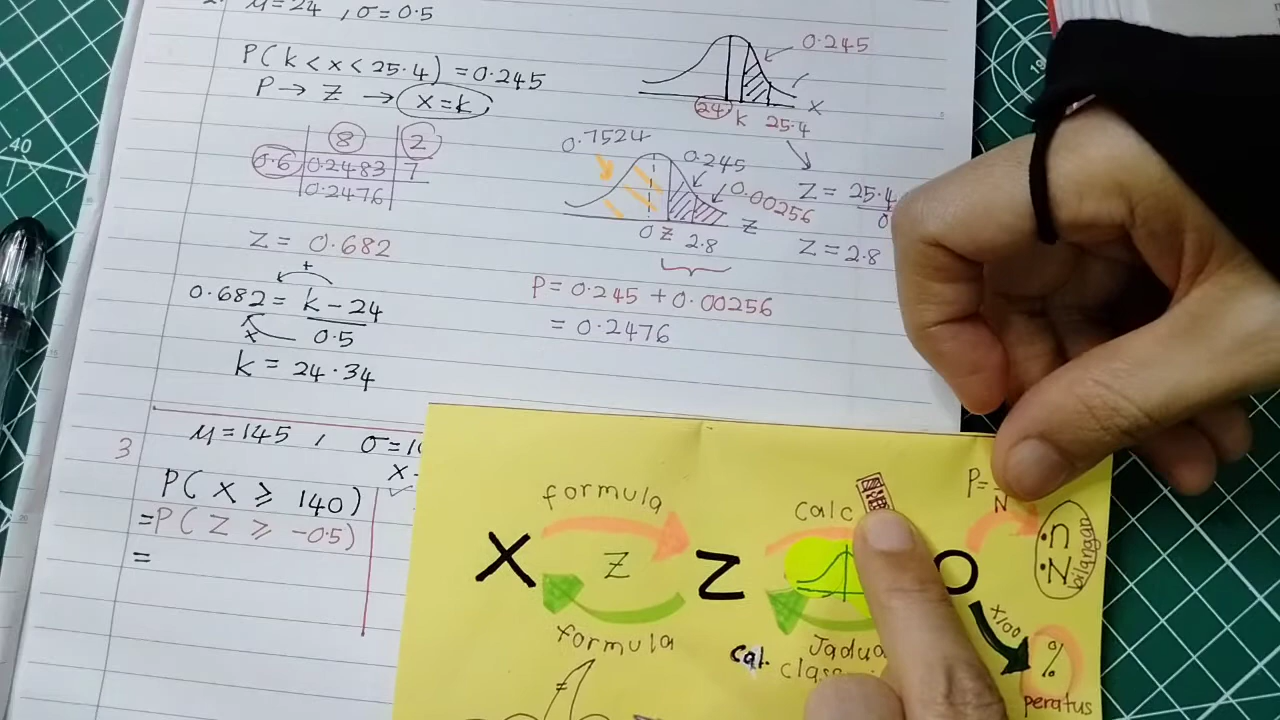 μ=24 , σ=0.5
P(k<x<25.4) = 0.245
P → Z → x=k
8 2
0.6 0.2483 7
0.2476
Z = 0.682
+
0.682 = k-24
x 0.5
k = 24.34
0.245
24 k 25.4 X
0.7524
0.245
0.00256
0 Z 2.8 Z
Z = 25.4
Z = 2.8
P = 0.245 + 0.00256
= 0.2476
3 μ=145 , σ=10
P(X ≥ 140)
=P(Z ≥ -0.5)
=
formula
X Z Z
formula
Calc
Cal. Jadua
P= N
n
bilangan
x100
%
peratus